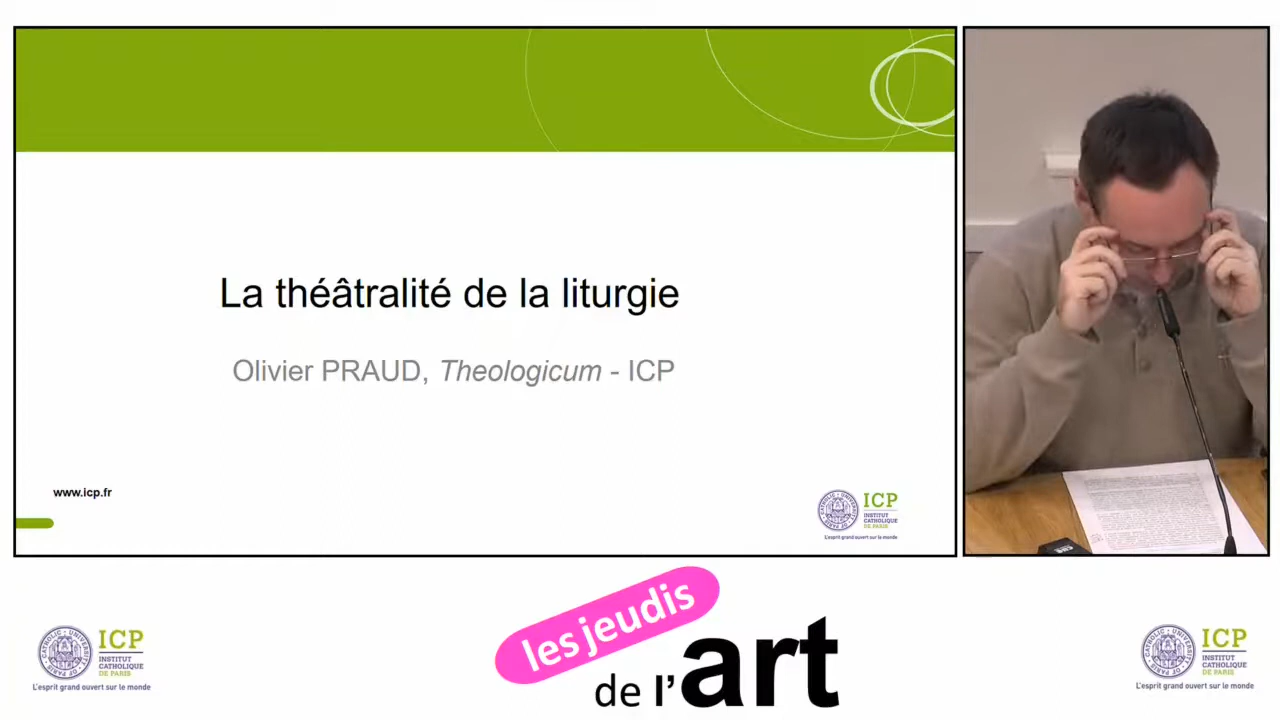 La théâtralité de la liturgie
Olivier PRAUD, Theologicum - ICP
www.icp.fr
ICP
INSTITUT
CATHOLIQUE
DE PARIS
L'esprit grand ouvert sur le monde
les jeudis
de l'art
ICP
INSTITUT
CATHOLIQUE
DE PARIS
L'esprit grand ouvert sur le monde
ICP
INSTITUT
CATHOLIQUE
DE PARIS
L'esprit grand ouvert sur le monde